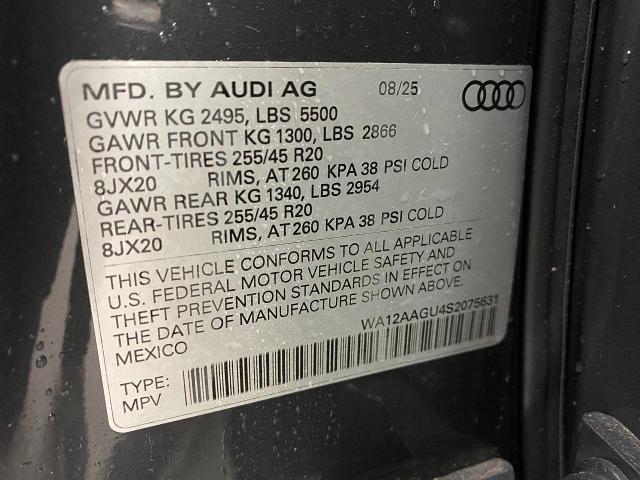 MFD. BY AUDI AG 08/25
GVWR KG 2495, LBS 5500
GAWR FRONT KG 1300, LBS 2866
FRONT-TIRES 255/45 R20
8JX20 RIMS, AT 260 KPA 38 PSI COLD
GAWR REAR KG 1340, LBS 2954
REAR-TIRES 255/45 R20
8JX20 RIMS, AT 260 KPA 38 PSI COLD
THIS VEHICLE CONFORMS TO ALL APPLICABLE
U.S. FEDERAL MOTOR VEHICLE SAFETY AND
THEFT PREVENTION STANDARDS IN EFFECT ON
THE DATE OF MANUFACTURE SHOWN ABOVE.
MEXICO WA12AAGU4S2075631
TYPE:
MPV